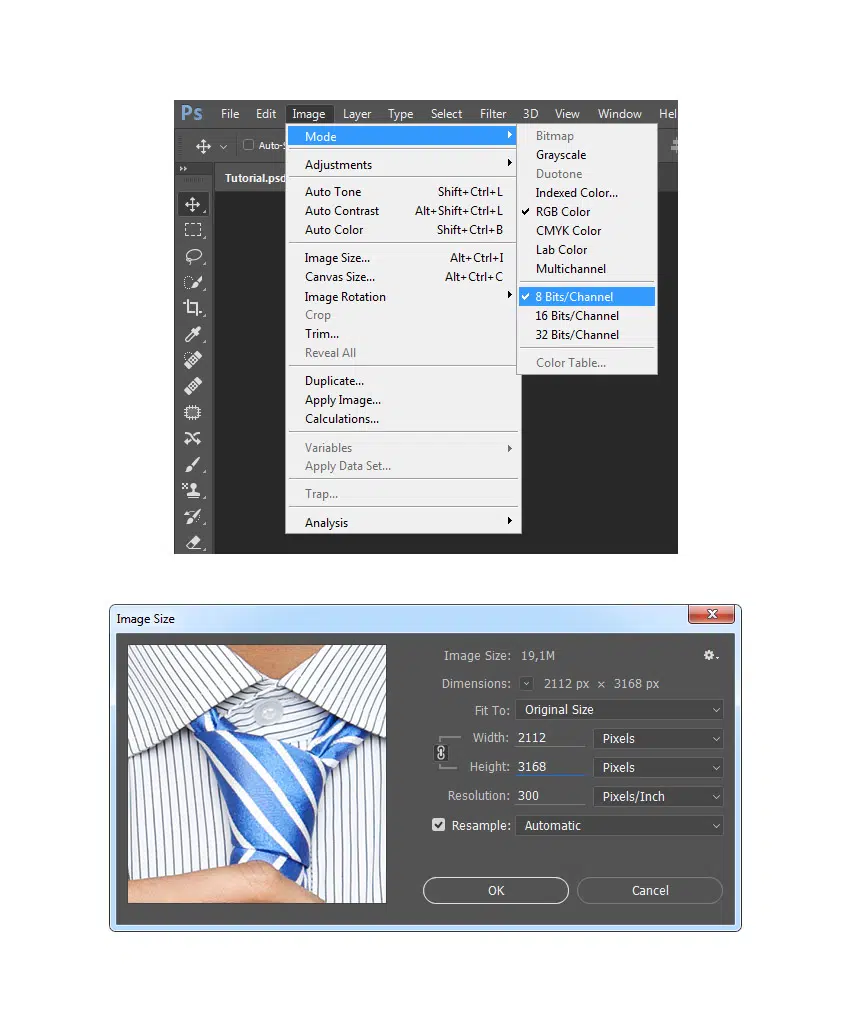 Ps File Edit Image Layer Type Select Filter 3D View Window Hel
Auto-S
Tutorial.psd
Mode
Adjustments
Auto Tone Shift+Ctrl+L
Auto Contrast Alt+Shift+Ctrl+L
Auto Color Shift+Ctrl+B
Image Size... Alt+Ctrl+I
Canvas Size... Alt+Ctrl+C
Image Rotation
Crop
Trim...
Reveal All
Duplicate...
Apply Image...
Calculations...
Variables
Apply Data Set...
Trap...
Analysis
Bitmap
Grayscale
Duotone
Indexed Color...
RGB Color
CMYK Color
Lab Color
Multichannel
8 Bits/Channel
16 Bits/Channel
32 Bits/Channel
Color Table...
Image Size
Image Size: 19,1M
Dimensions: 2112 px × 3168 px
Fit To: Original Size
Width: 2112 Pixels
Height: 3168 Pixels
Resolution: 300 Pixels/Inch
Resample: Automatic
OK Cancel